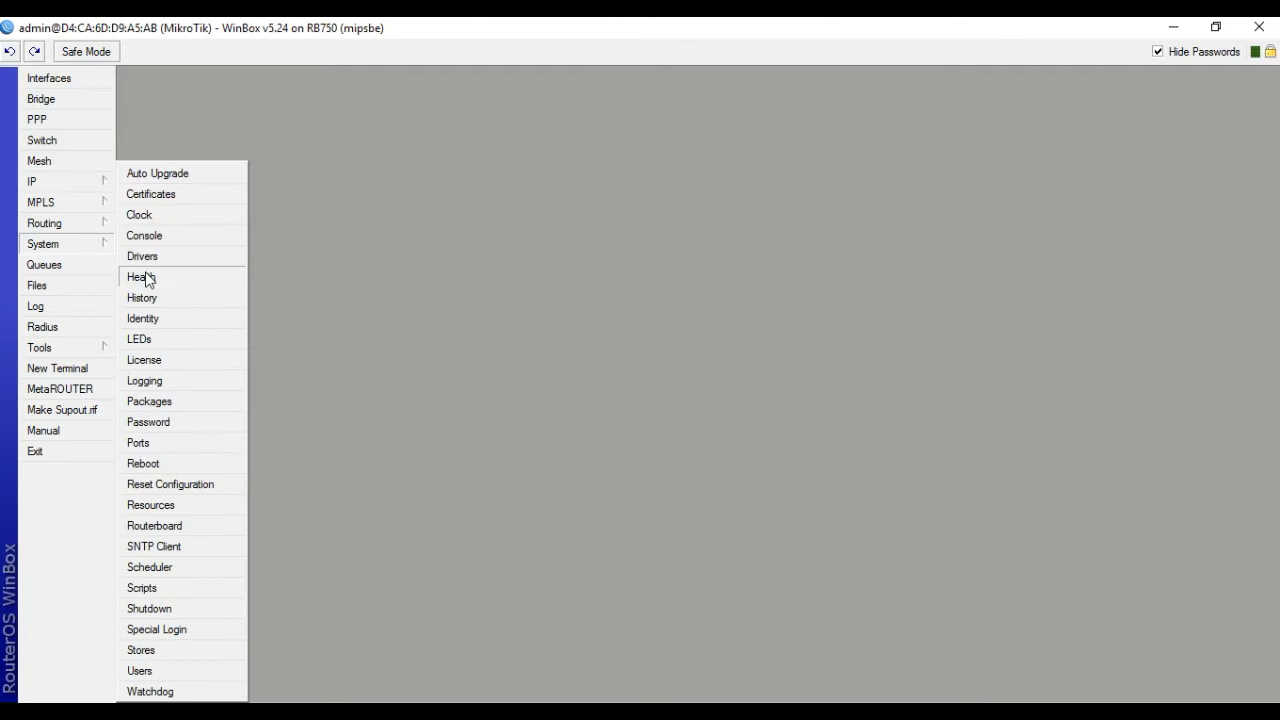 admin@D4:CA:6D:D9:A5:AB (MikroTik) - WinBox v5.24 on RB750 (mipsbe)
Safe Mode
Hide Passwords
Interfaces
Bridge
PPP
Switch
Mesh
IP
MPLS
Routing
System
Queues
Files
Log
Radius
Tools
New Terminal
MetaROUTER
Make Supout.rif
Manual
Exit
Auto Upgrade
Certificates
Clock
Console
Drivers
Health
History
Identity
LEDs
License
Logging
Packages
Password
Ports
Reboot
Reset Configuration
Resources
Routerboard
SNTP Client
Scheduler
Scripts
Shutdown
Special Login
Stores
Users
Watchdog
RouterOS WinBox